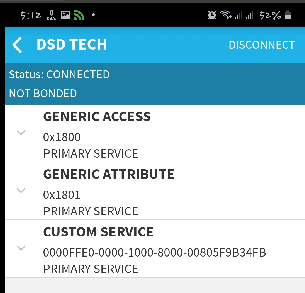 5:12
52%
DSD TECH
DISCONNECT
Status: CONNECTED
NOT BONDED
GENERIC ACCESS
0x1800
PRIMARY SERVICE
GENERIC ATTRIBUTE
0x1801
PRIMARY SERVICE
CUSTOM SERVICE
0000FFE0-0000-1000-8000-00805F9B34FB
PRIMARY SERVICE